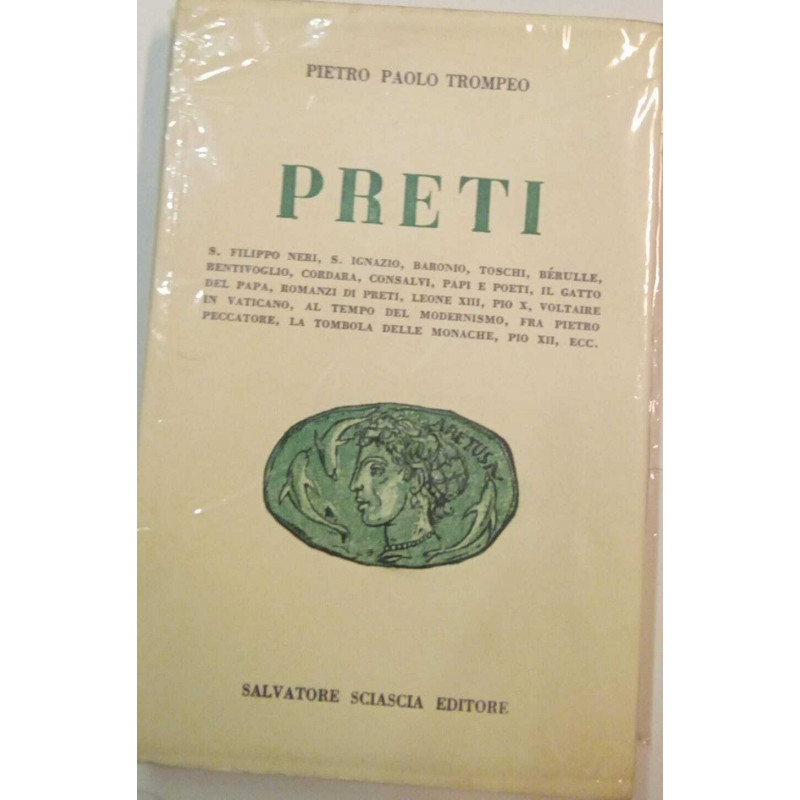 PIETRO PAOLO TROMPEO
PRETI
S. FILIPPO NERI, S. IGNAZIO, BARONIO, TOSCHI, BÉRULLE,
BENTIVOGLIO, CORDARA, CONSALVI, PAPI E POETI, IL GATTO
DEL PAPA, ROMANZI DI PRETI, LEONE XIII, PIO X, VOLTAIRE
IN VATICANO, AL TEMPO DEL MODERNISMO, FRA PIETRO
PECCATORE, LA TOMBOLA DELLE MONACHE, PIO XII, ECC.
ARETUSA
SALVATORE SCIASCIA EDITORE